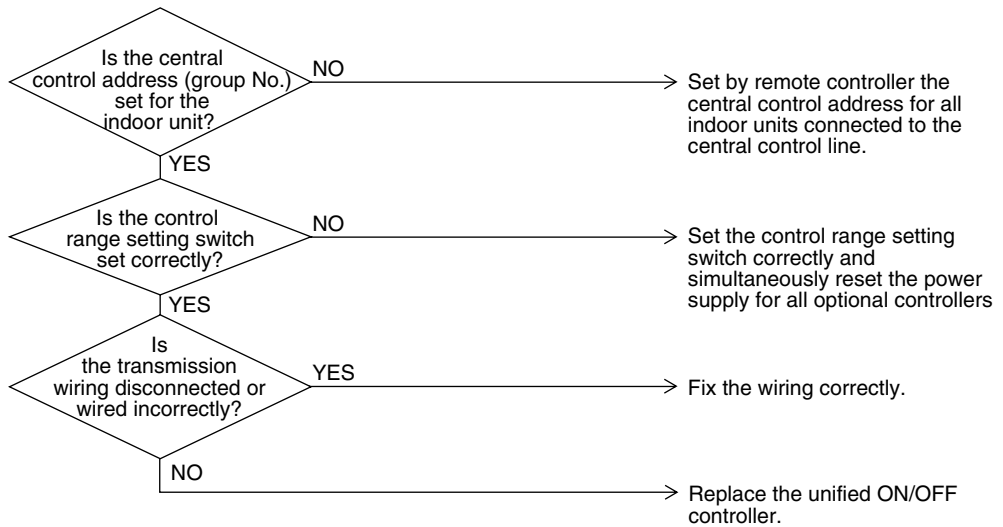 Is the central
control address (group No.)
set for the
indoor unit?
NO
Set by remote controller the
central control address for all
indoor units connected to the
central control line.
YES
Is the control
range setting switch
set correctly?
NO
Set the control range setting
switch correctly and
simultaneously reset the power
supply for all optional controllers
YES
Is
the transmission
wiring disconnected or
wired incorrectly?
YES
Fix the wiring correctly.
NO
Replace the unified ON/OFF
controller.